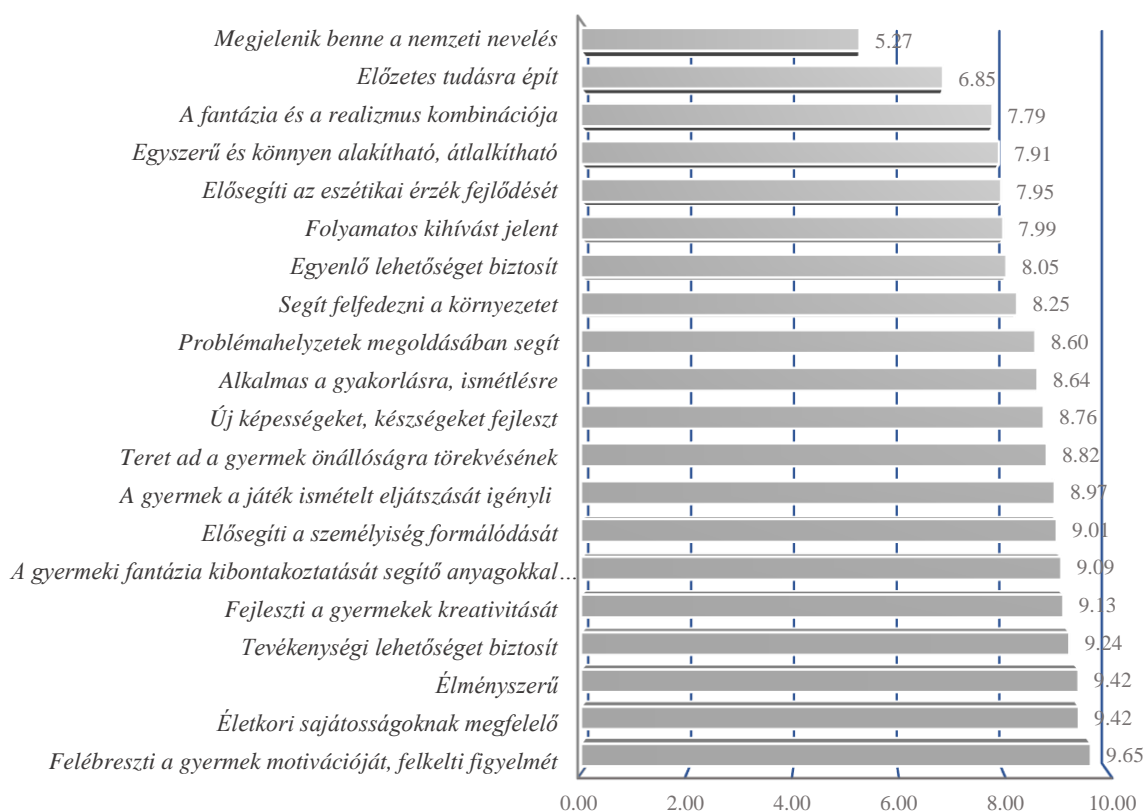 Megjelenik benne a nemzeti nevelés 5.27
Előzetes tudásra épít 6.85
A fantázia és a realizmus kombinációja 7.79
Egyszerű és könnyen alakítható, átlalkítható 7.91
Elősegíti az eszétikai érzék fejlődését 7.95
Folyamatos kihívást jelent 7.99
Egyenlő lehetőséget biztosít 8.05
Segít felfedezni a környezetet 8.25
Problémahelyzetek megoldásában segít 8.60
Alkalmas a gyakorlásra, ismétlésre 8.64
Új képességeket, készségeket fejleszt 8.76
Teret ad a gyermek önállóságra törekvésének 8.82
A gyermek a játék ismételt eljátszását igényli 8.97
Elősegíti a személyiség formálódását 9.01
A gyermeki fantázia kibontakoztatását segítő anyagokkal… 9.09
Fejleszti a gyermekek kreativitását 9.13
Tevékenységi lehetőséget biztosít 9.24
Élményszerű 9.42
Életkori sajátosságoknak megfelelő 9.42
Felébreszti a gyermek motivációját, felkelti figyelmét 9.65
0.00 2.00 4.00 6.00 8.00 10.00